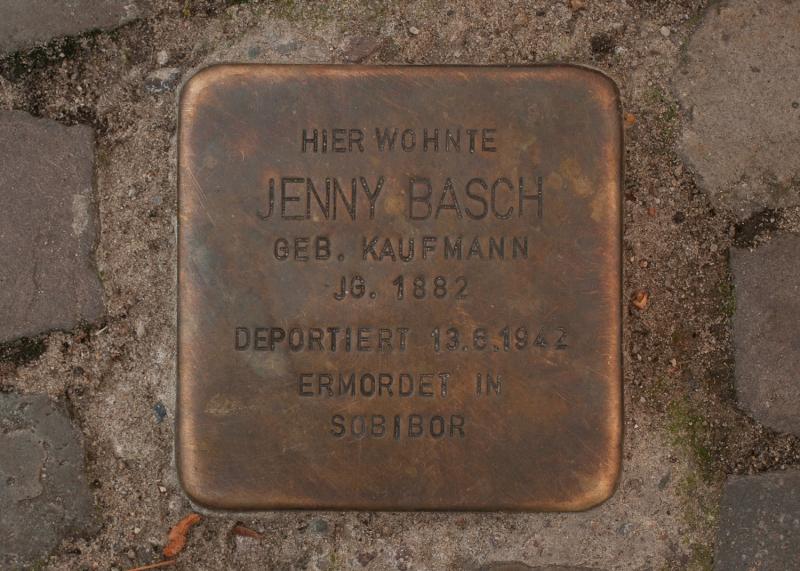 HIER WOHNTE
JENNY BASCH
GEB. KAUFMANN
JG. 1882
DEPORTIERT 13.6.1942
ERMORDET IN
SOBIBOR